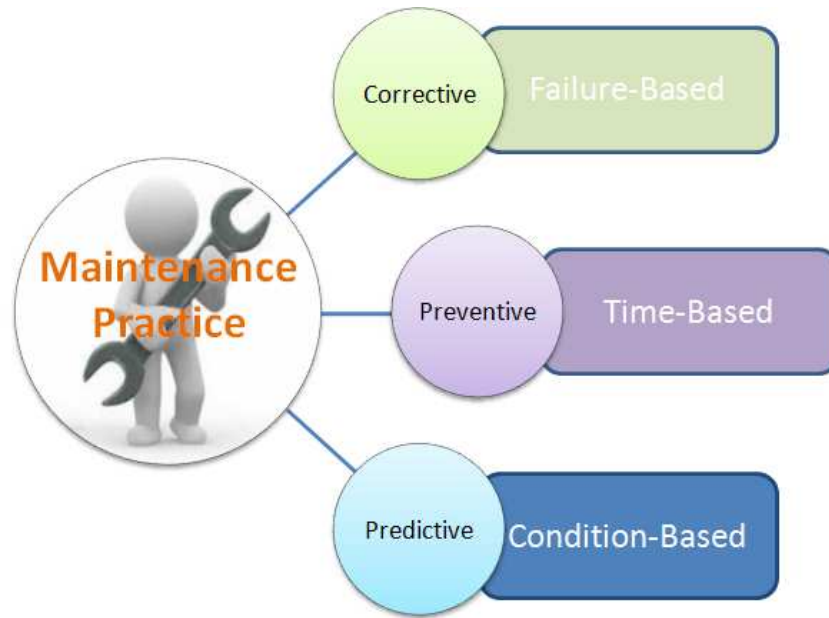 Corrective
Failure-Based
Maintenance
Practice
Preventive
Time-Based
Predictive
Condition-Based